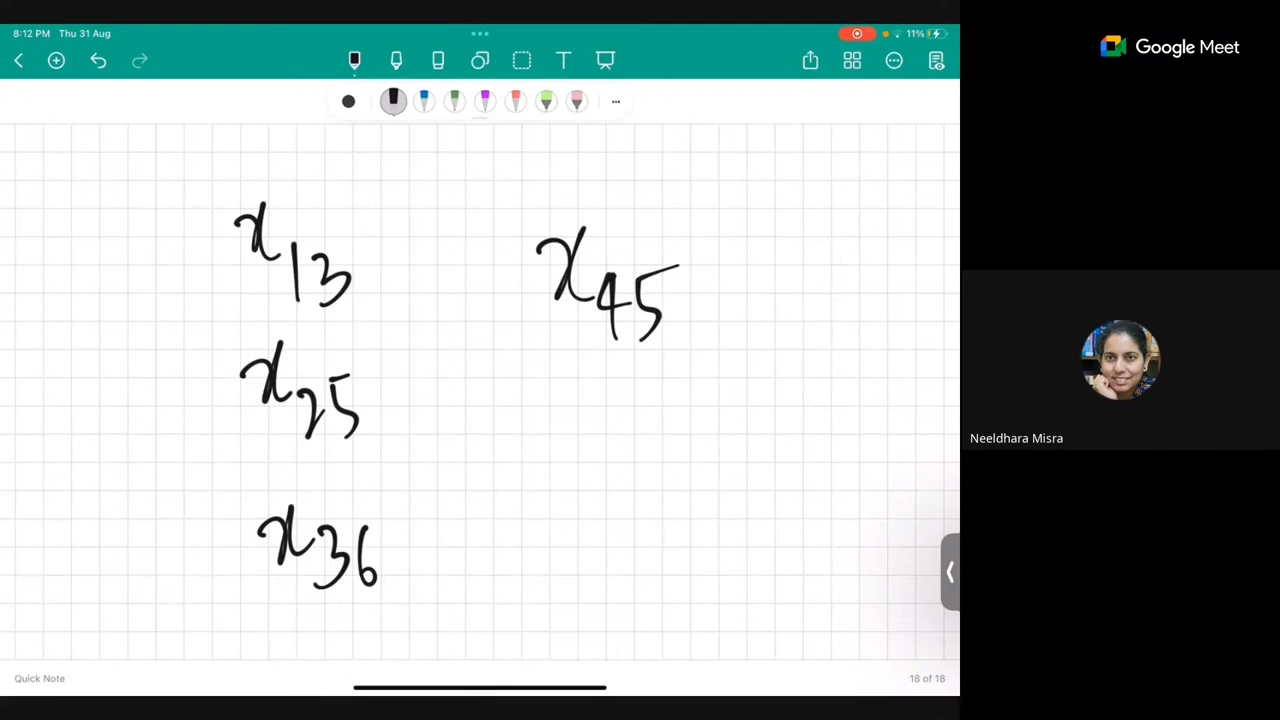 8:12 PM Thu 31 Aug
11%
Google Meet
T
x₁₃
x₄₅
x₂₅
x₃₆
Neeldhara Misra
Quick Note
18 of 18